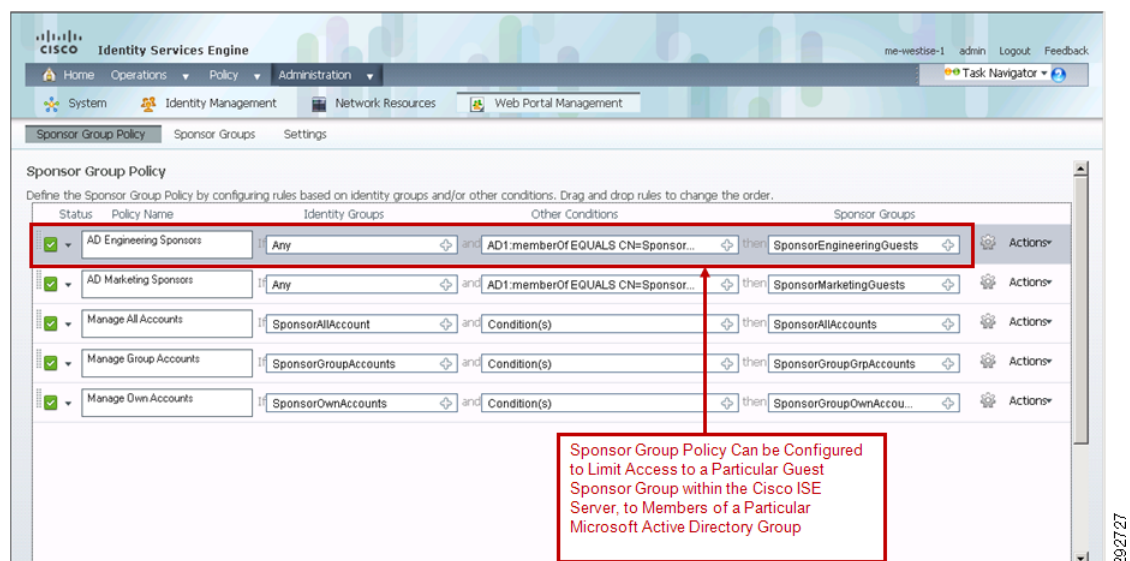 CISCO Identity Services Engine
me-westise-1 admin Logout Feedback
Home Operations Policy Administration
Task Navigator
System Identity Management Network Resources Web Portal Management
Sponsor Group Policy Sponsor Groups Settings
Sponsor Group Policy
Define the Sponsor Group Policy by configuring rules based on identity groups and/or other conditions. Drag and drop rules to change the order.
Status Policy Name Identity Groups Other Conditions Sponsor Groups
AD Engineering Sponsors If Any and AD1:memberOf EQUALS CN=Sponsor... then SponsorEngineeringGuests Actions
AD Marketing Sponsors If Any and AD1:memberOf EQUALS CN=Sponsor... then SponsorMarketingGuests Actions
Manage All Accounts If SponsorAllAccount and Condition(s) then SponsorAllAccounts Actions
Manage Group Accounts If SponsorGroupAccounts and Condition(s) then SponsorGroupGrpAccounts Actions
Manage Own Accounts If SponsorOwnAccounts and Condition(s) then SponsorGroupOwnAccou... Actions
Sponsor Group Policy Can be Configured
to Limit Access to a Particular Guest
Sponsor Group within the Cisco ISE
Server, to Members of a Particular
Microsoft Active Directory Group
292727